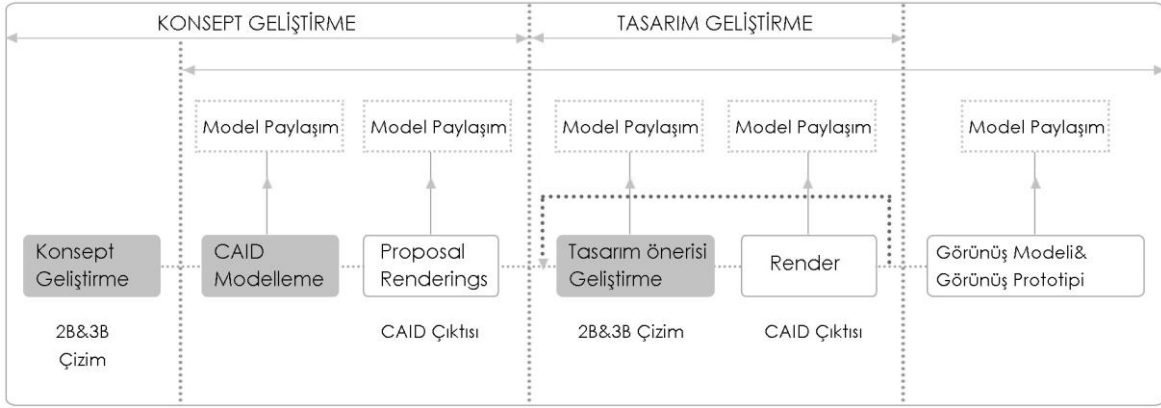 KONSEPT GELİŞTİRME
TASARIM GELİŞTİRME
Model Paylaşım
Model Paylaşım
Model Paylaşım
Model Paylaşım
Model Paylaşım
Konsept
Geliştirme
CAID
Modelleme
Proposal
Renderings
Tasarım önerisi
Geliştirme
Render
Görünüş Modeli&
Görünüş Prototipi
2B&3B
Çizim
CAID Çıktısı
2B&3B Çizim
CAID Çıktısı